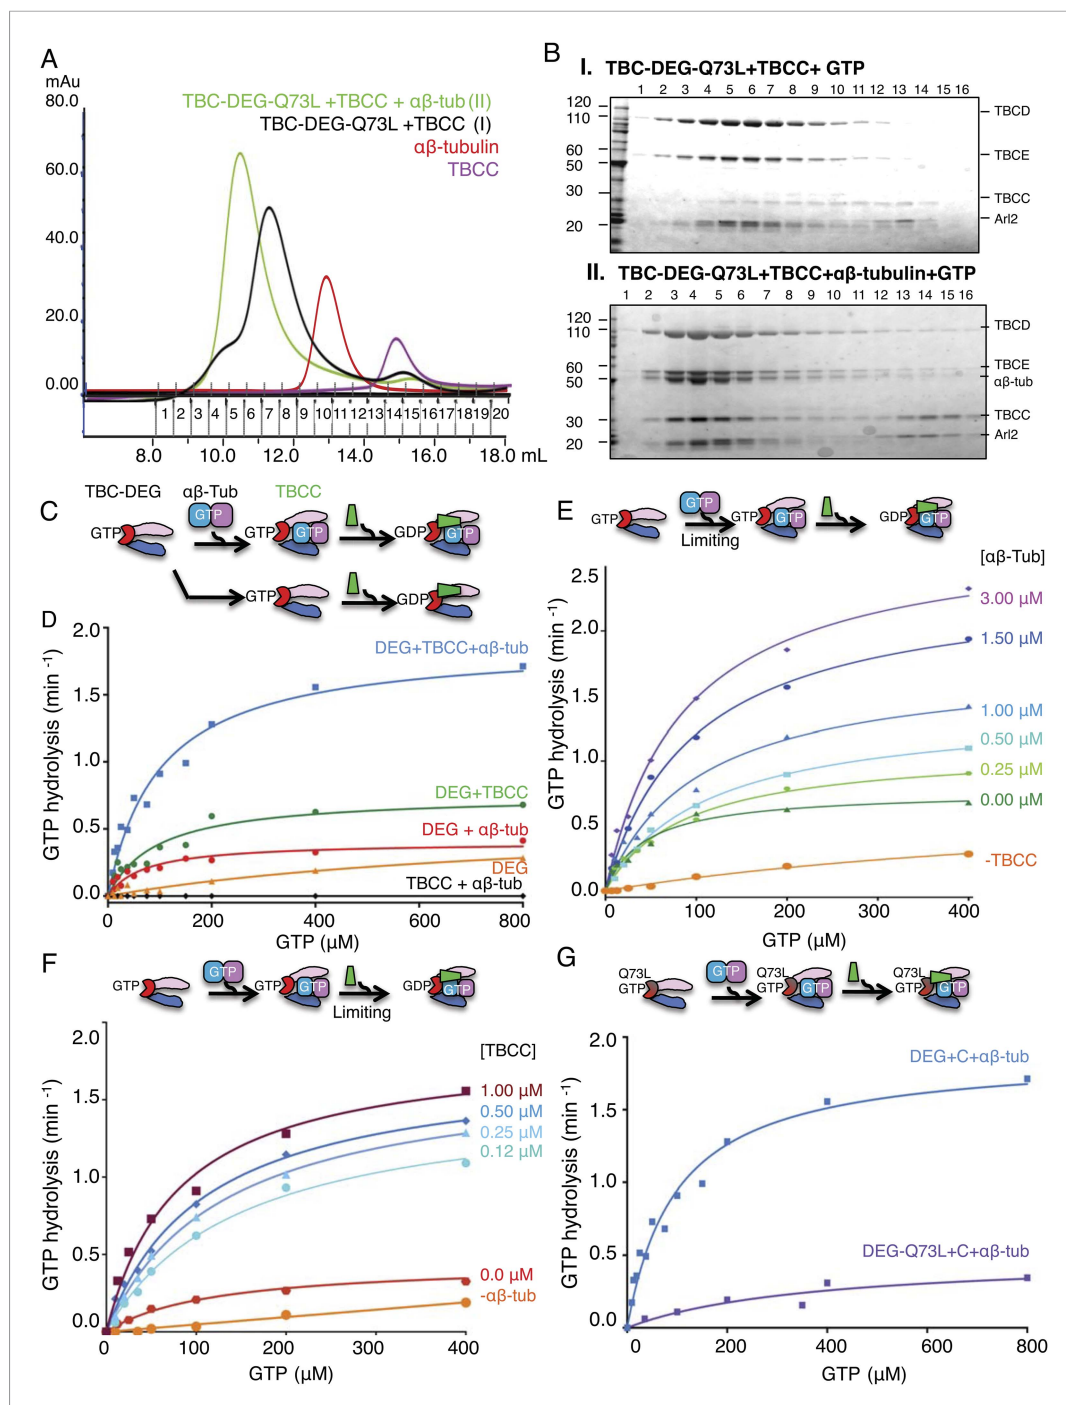 A
mAu
80.0
60.0
40.0
20.0
0.00
TBC-DEG-Q73L +TBCC + αβ-tub (II)
TBC-DEG-Q73L +TBCC (I)
αβ-tubulin
TBCC
1 2 3 4 5 6 7 8 9 10 11 12 13 14 15 16 17 18 19 20
8.0 10.0 12.0 14.0 16.0 18.0 mL
B
I. TBC-DEG-Q73L+TBCC+ GTP
1 2 3 4 5 6 7 8 9 10 11 12 13 14 15 16
120
110
60
50
30
20
TBCD
TBCE
TBCC
Arl2
II. TBC-DEG-Q73L+TBCC+αβ-tubulin+GTP
1 2 3 4 5 6 7 8 9 10 11 12 13 14 15 16
120
110
60
50
30
20
TBCD
TBCE
αβ-tub
TBCC
Arl2
C
TBC-DEG αβ-Tub TBCC
GTP
GTP
GTP
GTP
GDP
GTP
GTP
GDP
D
GTP hydrolysis (min -1)
2.0
1.5
1.0
0.5
0.0
DEG+TBCC+αβ-tub
DEG+TBCC
DEG + αβ-tub
DEG
TBCC + αβ-tub
0 200 400 600 800
GTP (µM)
E
GTP
GTP
Limiting
GTP
GTP
GDP
GTP
[αβ-Tub]
GTP hydrolysis (min -1)
2.5
2.0
1.5
1.0
0.5
0.0
3.00 µM
1.50 µM
1.00 µM
0.50 µM
0.25 µM
0.00 µM
-TBCC
0 100 200 300 400
GTP (µM)
F
GTP
GTP
GTP
GTP
Limiting
GDP
GTP
[TBCC]
GTP hydrolysis (min -1)
2.0
1.5
1.0
0.5
0.0
1.00 µM
0.50 µM
0.25 µM
0.12 µM
0.0 µM
-αβ-tub
0 100 200 300 400
GTP (µM)
G
Q73L
GTP
GTP
Q73L
GTP
GTP
Q73L
GTP
GTP
GTP hydrolysis (min -1)
2.0
1.5
1.0
0.5
0.0
DEG+C+αβ-tub
DEG-Q73L+C+αβ-tub
0 200 400 600 800
GTP (µM)